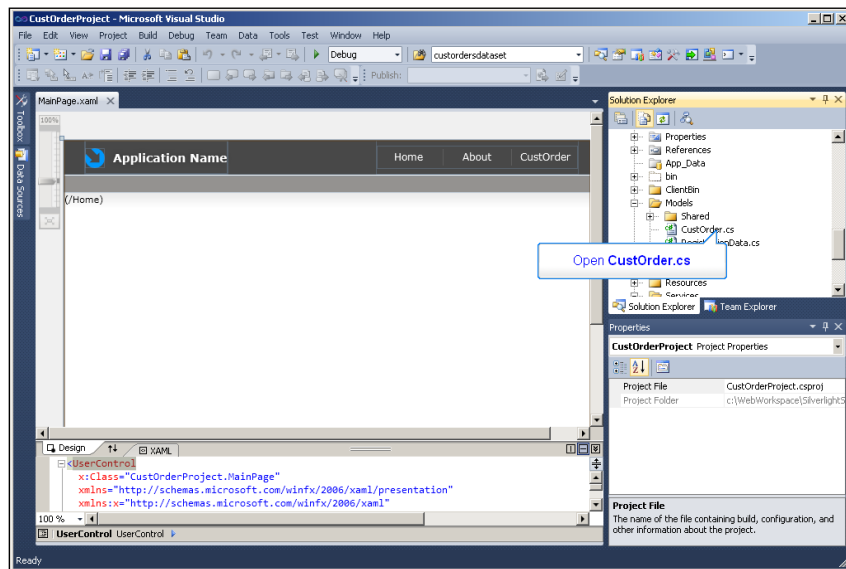 CustOrderProject - Microsoft Visual Studio
File Edit View Project Build Debug Team Data Tools Test Window Help
Debug custordersdataset
Publish:
Toolbox
Data Sources
MainPage.xaml
100%
Application Name Home About CustOrder
(/Home)
Design XAML
<UserControl
x:Class="CustOrderProject.MainPage"
xmlns="http://schemas.microsoft.com/winfx/2006/xaml/presentation"
xmlns:x="http://schemas.microsoft.com/winfx/2006/xaml"
100 %
UserControl UserControl
Ready
Solution Explorer
Properties
References
App_Data
bin
ClientBin
Models
Shared
CustOrder.cs
Open CustOrder.cs
Resources
Services
Solution Explorer Team Explorer
Properties
CustOrderProject Project Properties
Project File CustOrderProject.csproj
Project Folder c:\WebWorkspace\SilverlightS
Project File
The name of the file containing build, configuration, and
other information about the project.